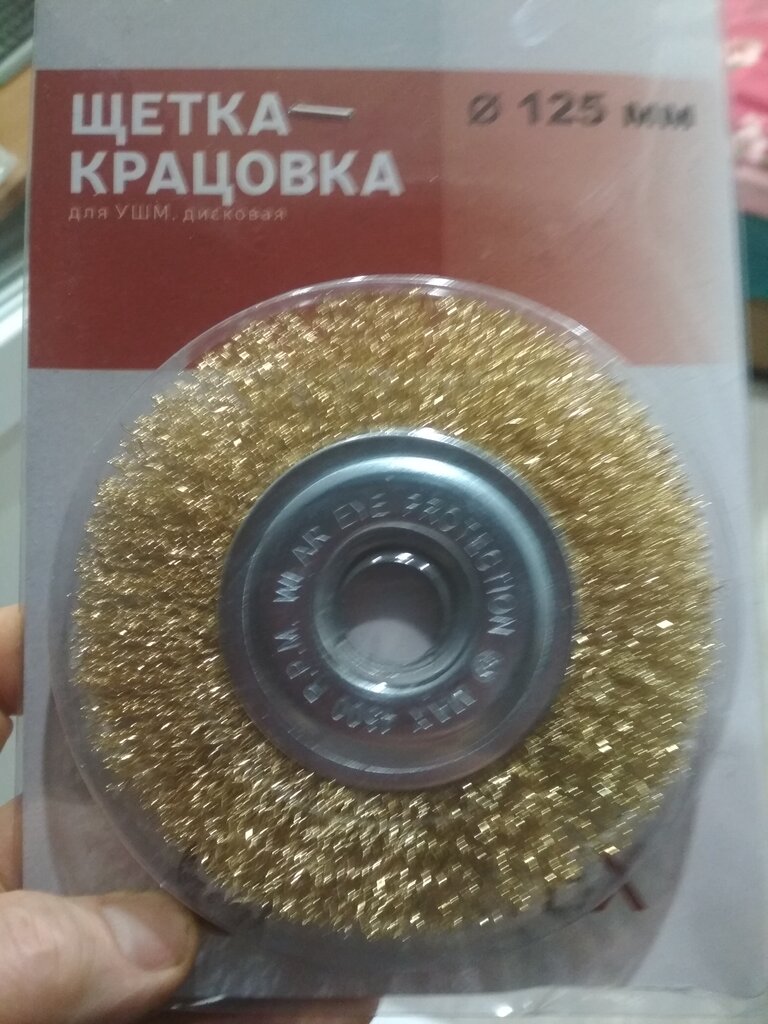 ЩЕТКА-
Ø 125 мм
КРАЦОВКА
для УШМ, дисковая
WEAR EYE PROTECTION
MAX
R.P.M.